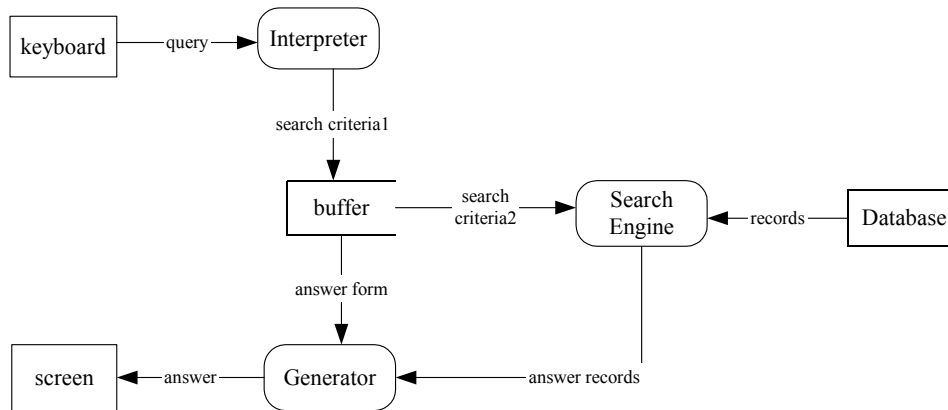 keyboard
query
Interpreter
search criteria1
buffer
search
criteria2
Search
Engine
records
Database
answer form
screen
answer
Generator
answer records